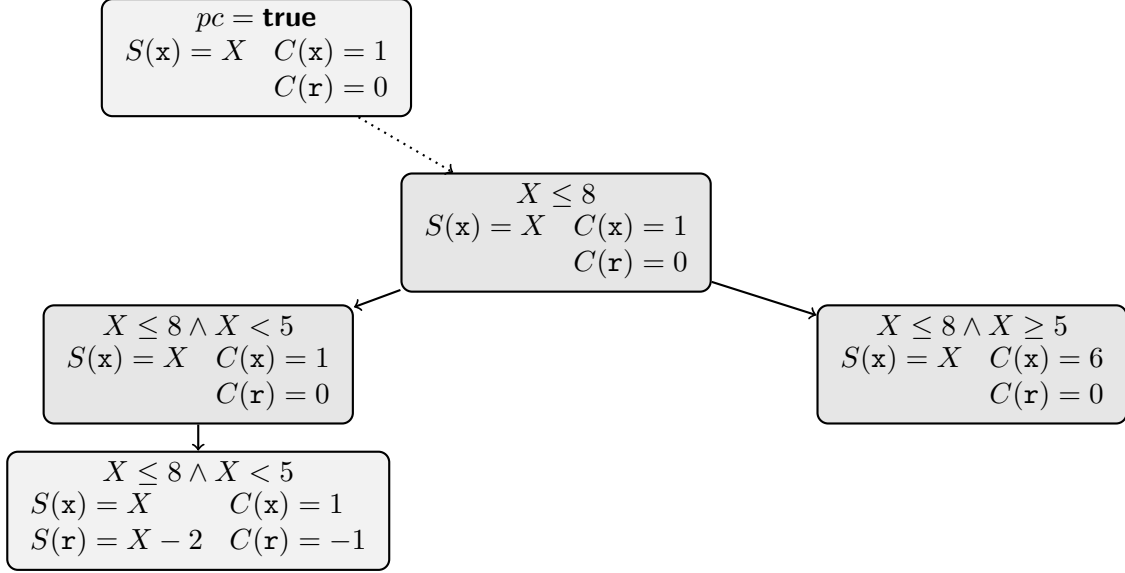 pc = true
S(x) = X C(x) = 1
C(r) = 0
X ≤ 8
S(x) = X C(x) = 1
C(r) = 0
X ≤ 8 ∧ X < 5
S(x) = X C(x) = 1
C(r) = 0
X ≤ 8 ∧ X ≥ 5
S(x) = X C(x) = 6
C(r) = 0
X ≤ 8 ∧ X < 5
S(x) = X C(x) = 1
S(r) = X − 2 C(r) = −1